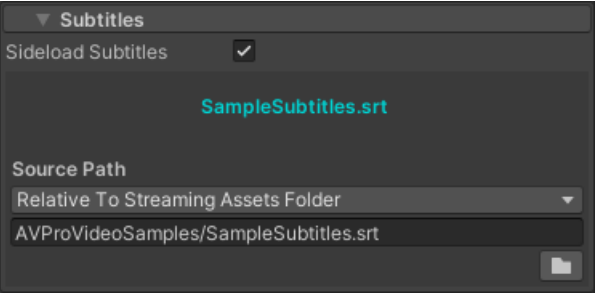 Subtitles
Sideload Subtitles
SampleSubtitles.srt
Source Path
Relative To Streaming Assets Folder
AVProVideoSamples/SampleSubtitles.srt